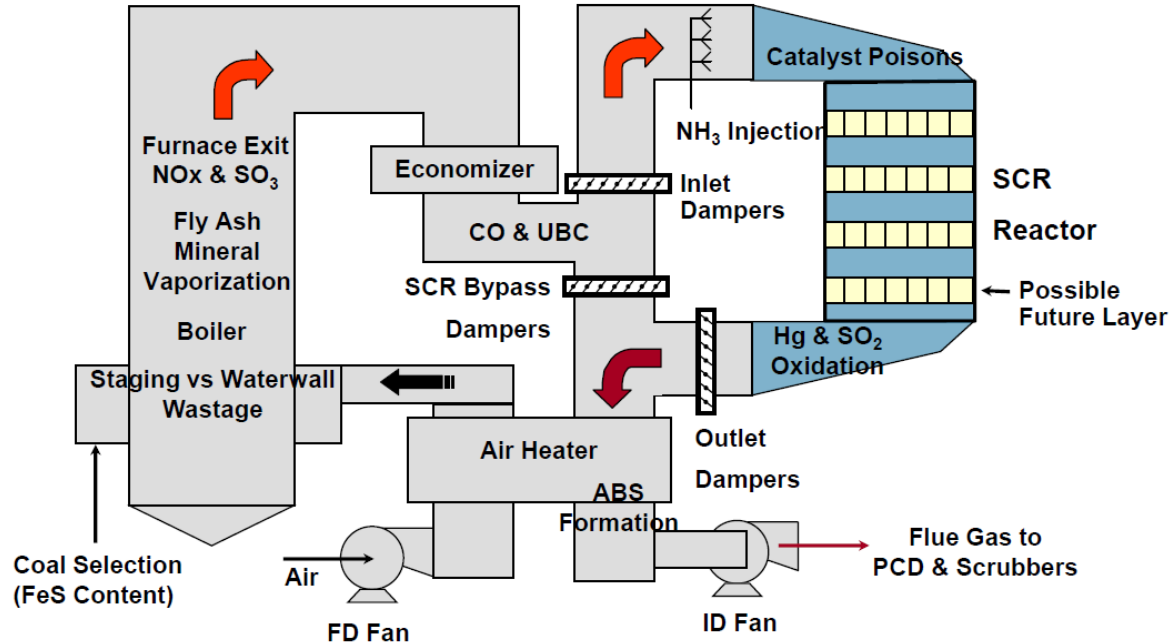 Catalyst Poisons
Furnace Exit
NOx & SO3
NH3 Injection
Economizer
Inlet
Dampers
SCR
Reactor
Fly Ash
Mineral
Vaporization
CO & UBC
SCR Bypass
Dampers
Possible
Future Layer
Boiler
Hg & SO2
Oxidation
Staging vs Waterwall
Wastage
Air Heater
Outlet
Dampers
ABS
Formation
Coal Selection
(FeS Content)
Air
FD Fan
ID Fan
Flue Gas to
PCD & Scrubbers